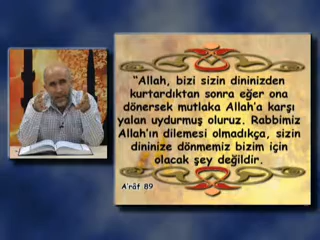 “Allah, bizi sizin dininizden
kurtardıktan sonra eğer ona
dönersek mutlaka Allah’a karşı
yalan uydurmuş oluruz. Rabbimiz
Allah’ın dilemesi olmadıkça, sizin
dininize dönmemiz bizim için
olacak şey değildir.
A’râf 89